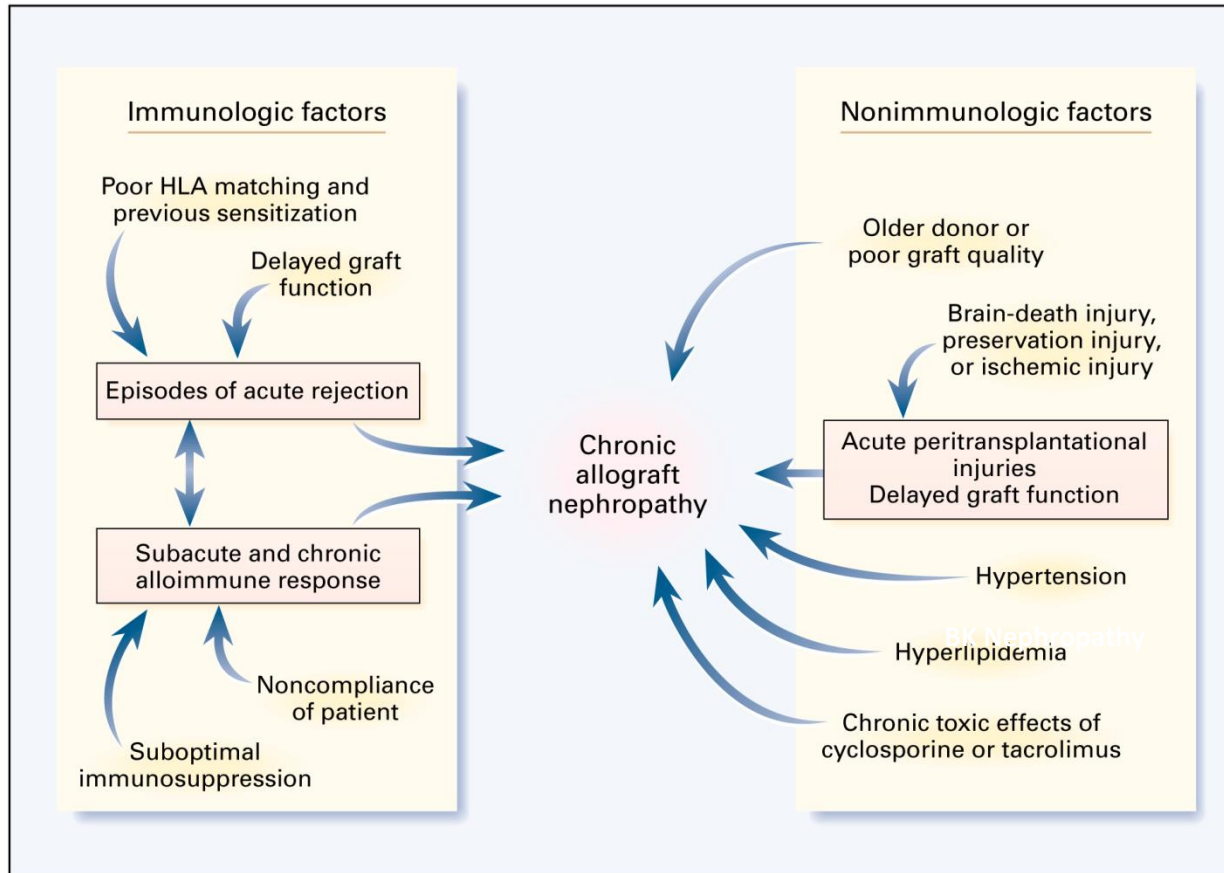 Immunologic factors
Poor HLA matching and
previous sensitization
Delayed graft
function
Episodes of acute rejection
Subacute and chronic
alloimmune response
Noncompliance
of patient
Suboptimal
immunosuppression
Chronic
allograft
nephropathy
Nonimmunologic factors
Older donor or
poor graft quality
Brain-death injury,
preservation injury,
or ischemic injury
Acute peritransplantational
injuries
Delayed graft function
Hypertension
BK Nephropathy
Hyperlipidemia
Chronic toxic effects of
cyclosporine or tacrolimus